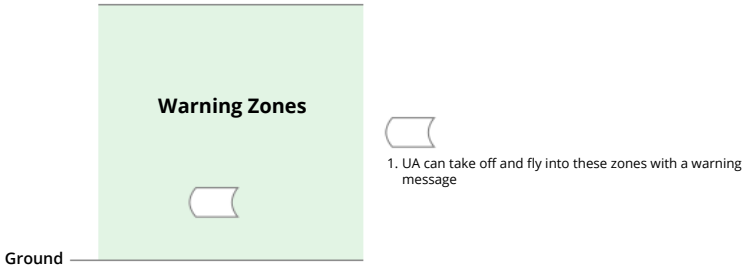 Warning Zones
1. UA can take off and fly into these zones with a warning
message
Ground